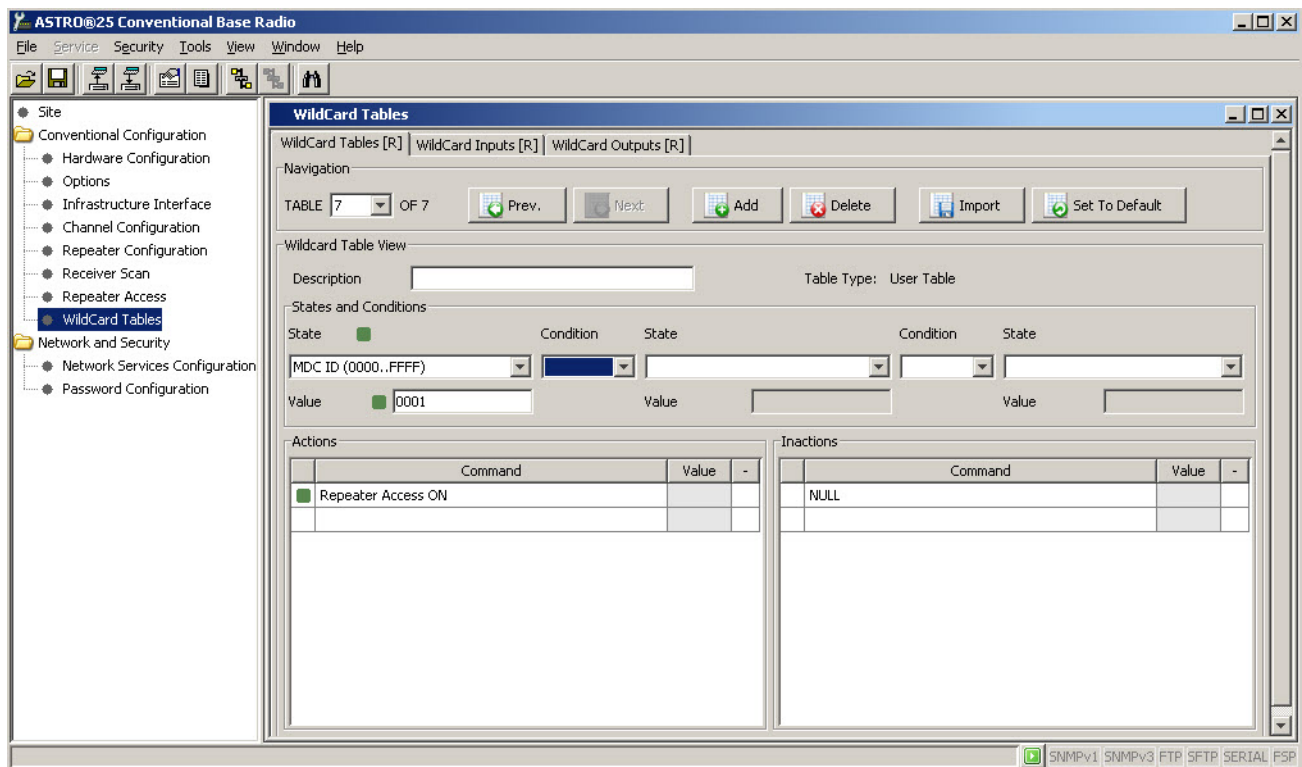 ASTRO®25 Conventional Base Radio
File Service Security Tools View Window Help
Site
Conventional Configuration
Hardware Configuration
Options
Infrastructure Interface
Channel Configuration
Repeater Configuration
Receiver Scan
Repeater Access
WildCard Tables
Network and Security
Network Services Configuration
Password Configuration
WildCard Tables
WildCard Tables [R] WildCard Inputs [R] WildCard Outputs [R]
Navigation
TABLE 7 OF 7 Prev. Next Add Delete Import Set To Default
Wildcard Table View
Description Table Type: User Table
States and Conditions
State Condition State Condition State
MDC ID (0000..FFFF)
Value 0001 Value Value
Actions Inactions
Command Value - Command Value -
Repeater Access ON NULL
SNMPv1 SNMPv3 FTP SFTP SERIAL FSP